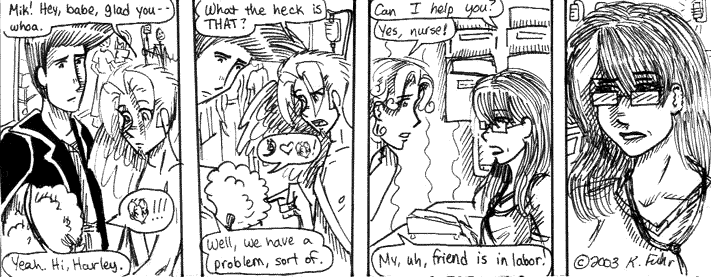 Mik! Hey, babe, glad you--
whoa.
!!!
Yeah. Hi, Harley.
What the heck is
THAT?
Well, we have a
problem, sort of.
Can I help you?
Yes, nurse!
My, uh, friend is in labor!
©2003 K. Fuhr